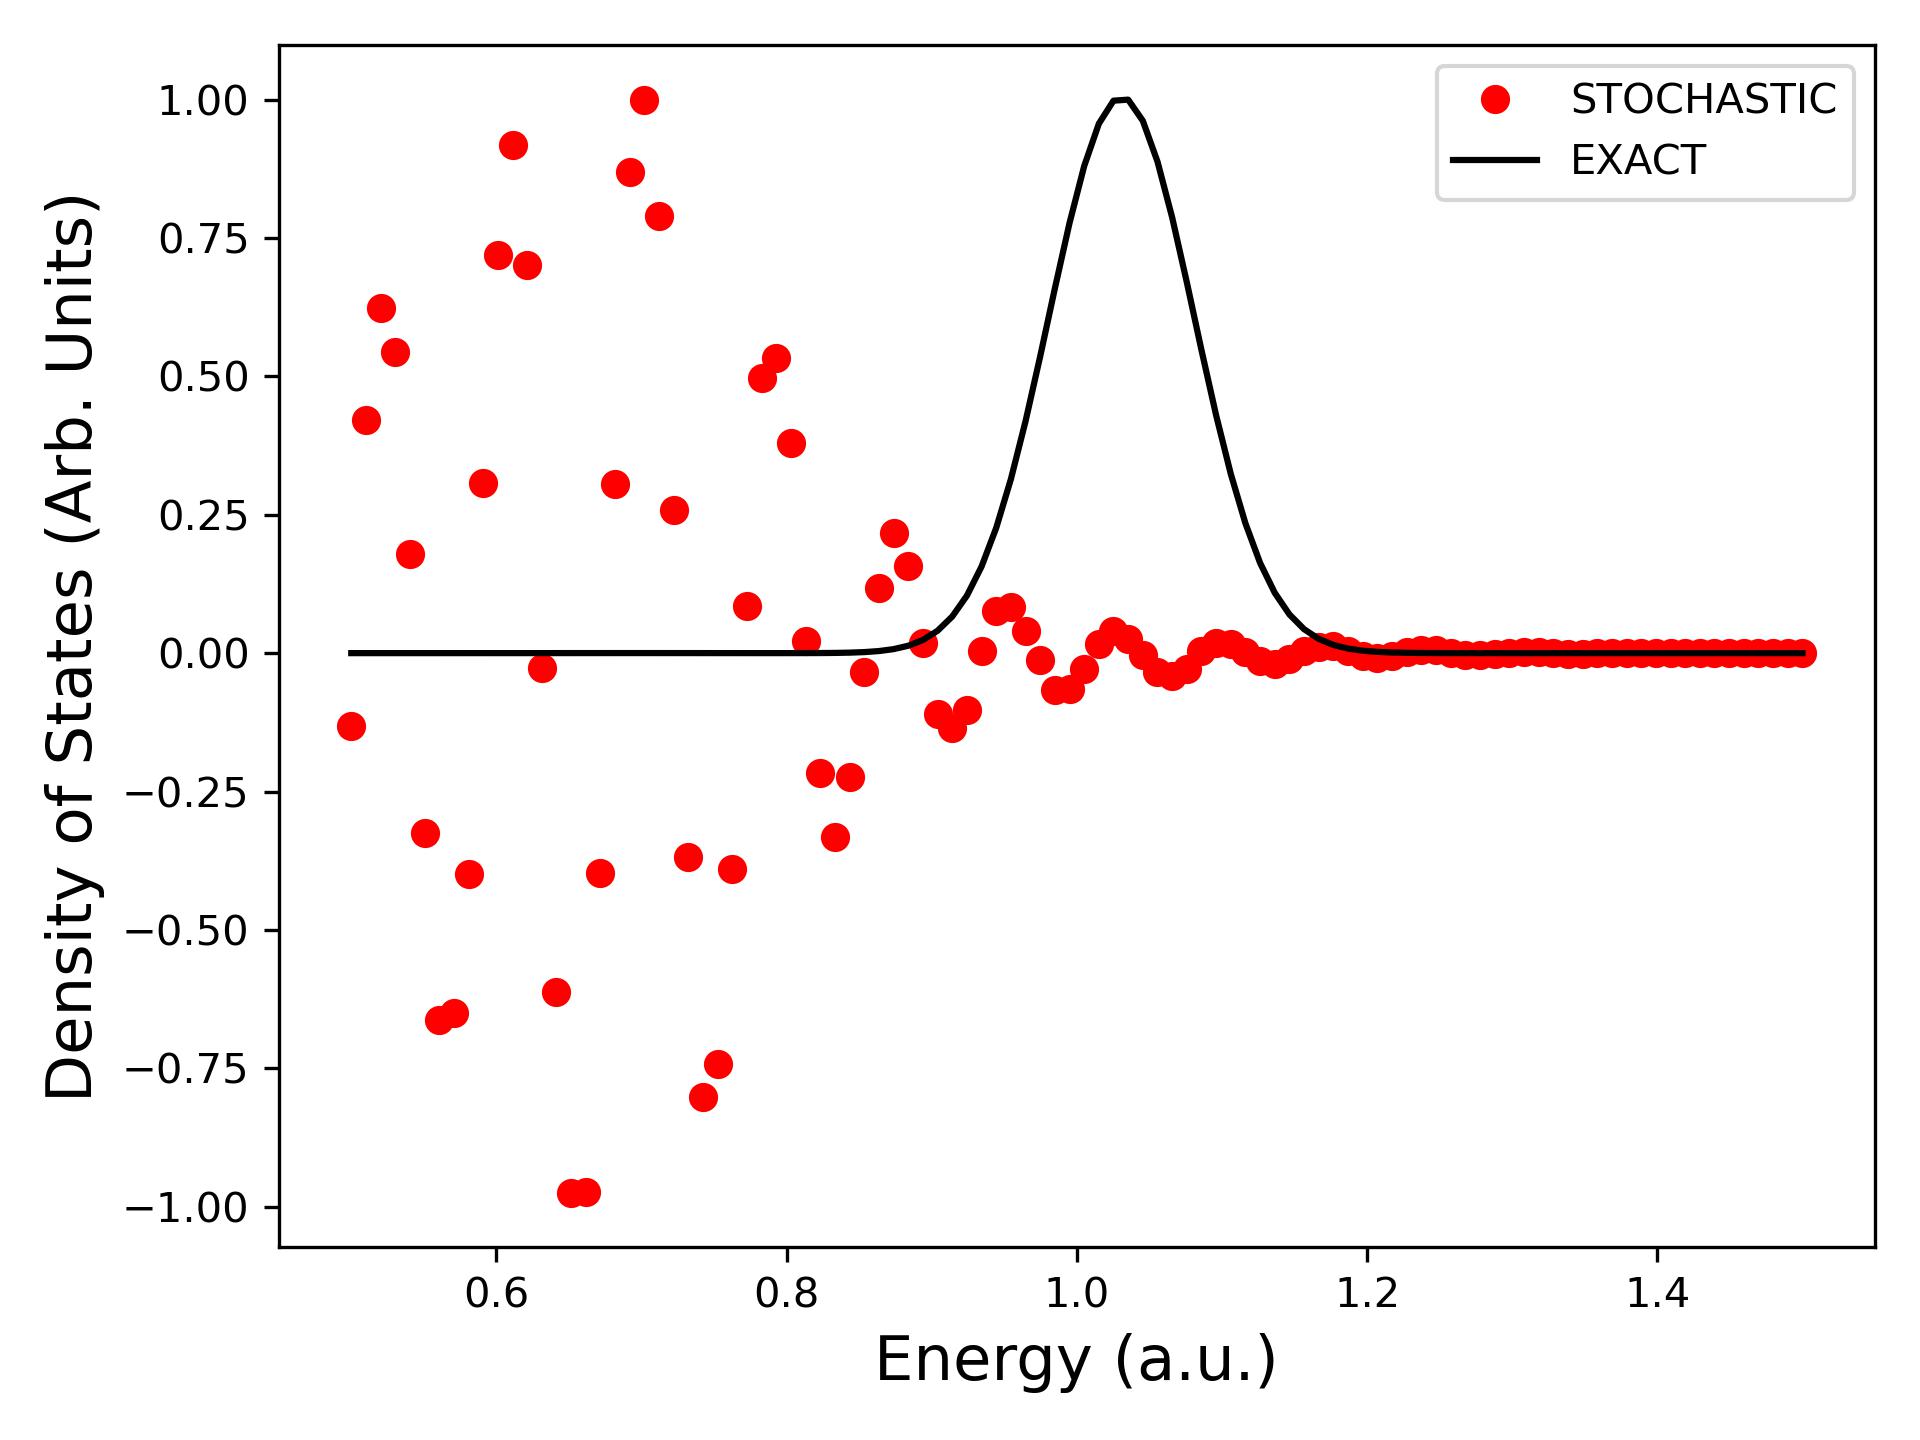 STOCHASTIC
EXACT
Density of States (Arb. Units)
1.00
0.75
0.50
0.25
0.00
−0.25
−0.50
−0.75
−1.00
0.6 0.8 1.0 1.2 1.4
Energy (a.u.)